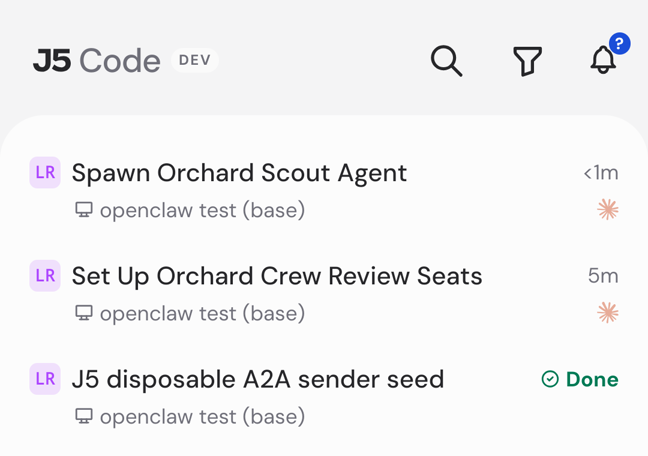 J5 Code DEV ?
LR Spawn Orchard Scout Agent <1m
openclaw test (base)
LR Set Up Orchard Crew Review Seats 5m
openclaw test (base)
LR J5 disposable A2A sender seed Done
openclaw test (base)